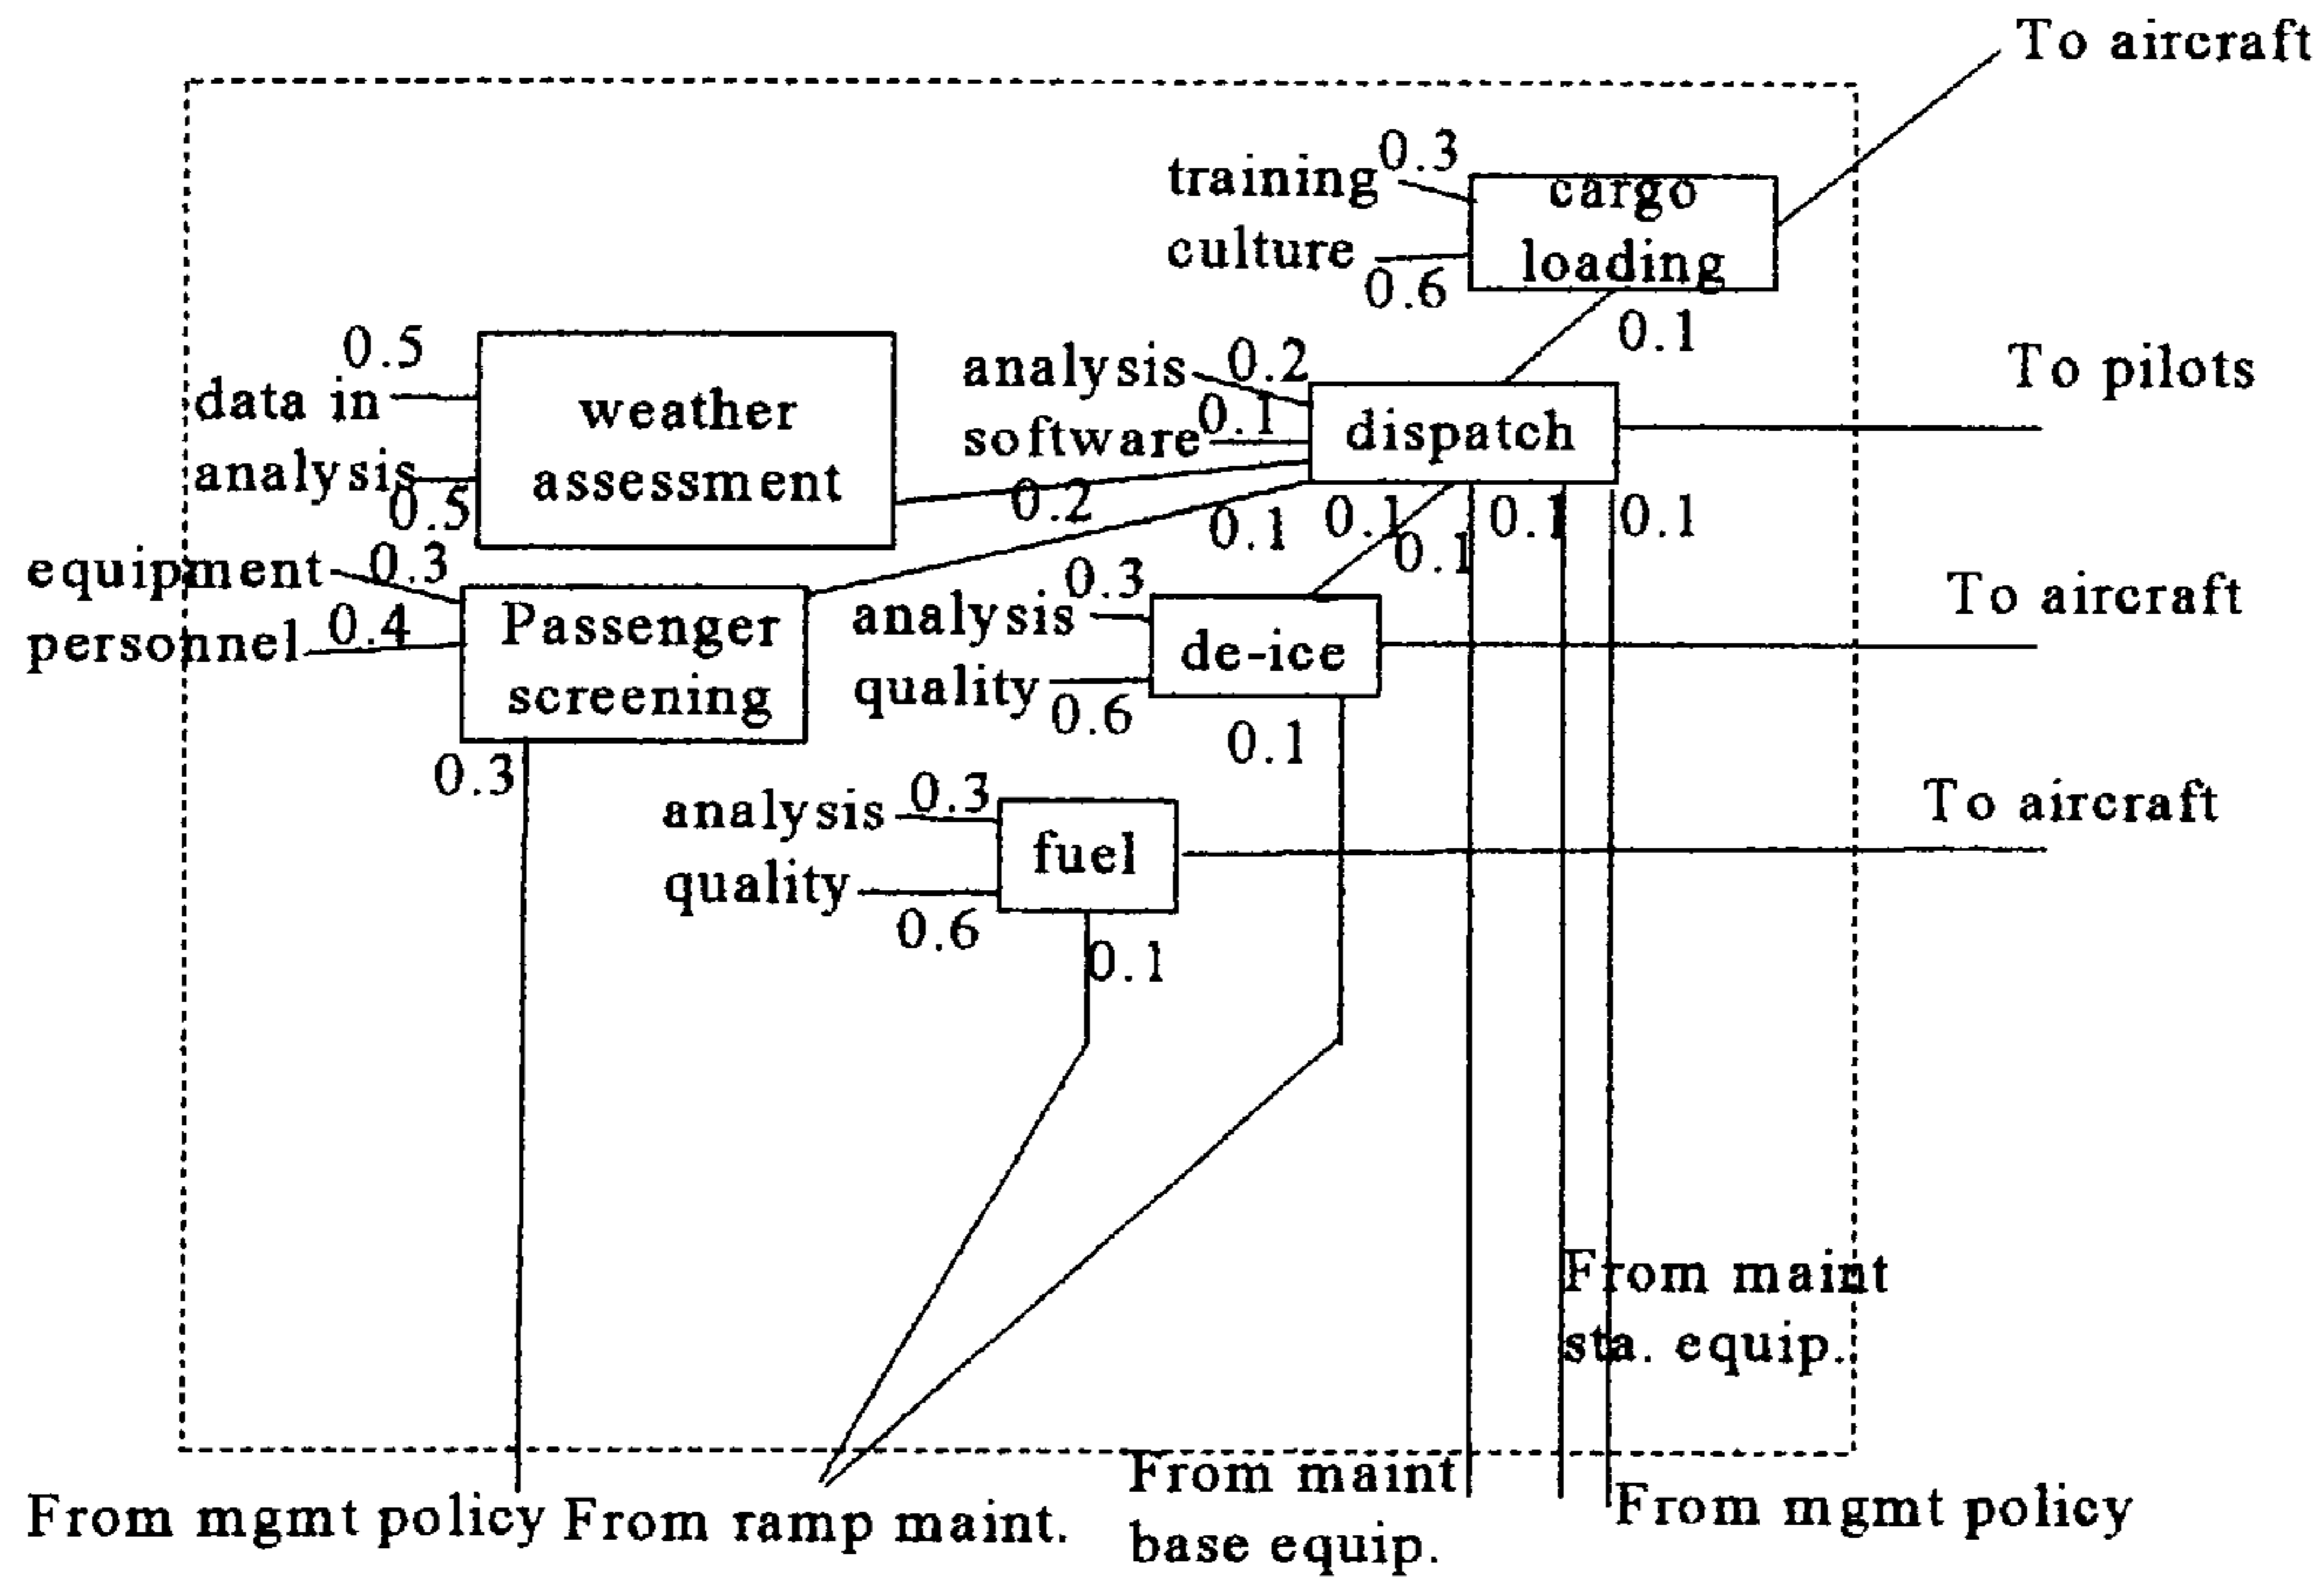 To aircraft
0.3
training
cargo
culture
loading
0.6
0.1
0.5
data in
weather
analysis
assessment
0.5
analysis
0.2
0.1
software
dispatch
To pilots
0.2
0.1
0.1
0.1
0.1
0.1
equipment
0.3
personnel
0.4
Passenger
screening
0.3
0.3
analysis
de-ice
quality
0.6
0.1
To aircraft
analysis
0.3
fuel
quality
0.6
0.1
To aircraft
From maint
sta. equip.
From mgmt policy
From ramp maint.
From maint
base equip.
From mgmt policy